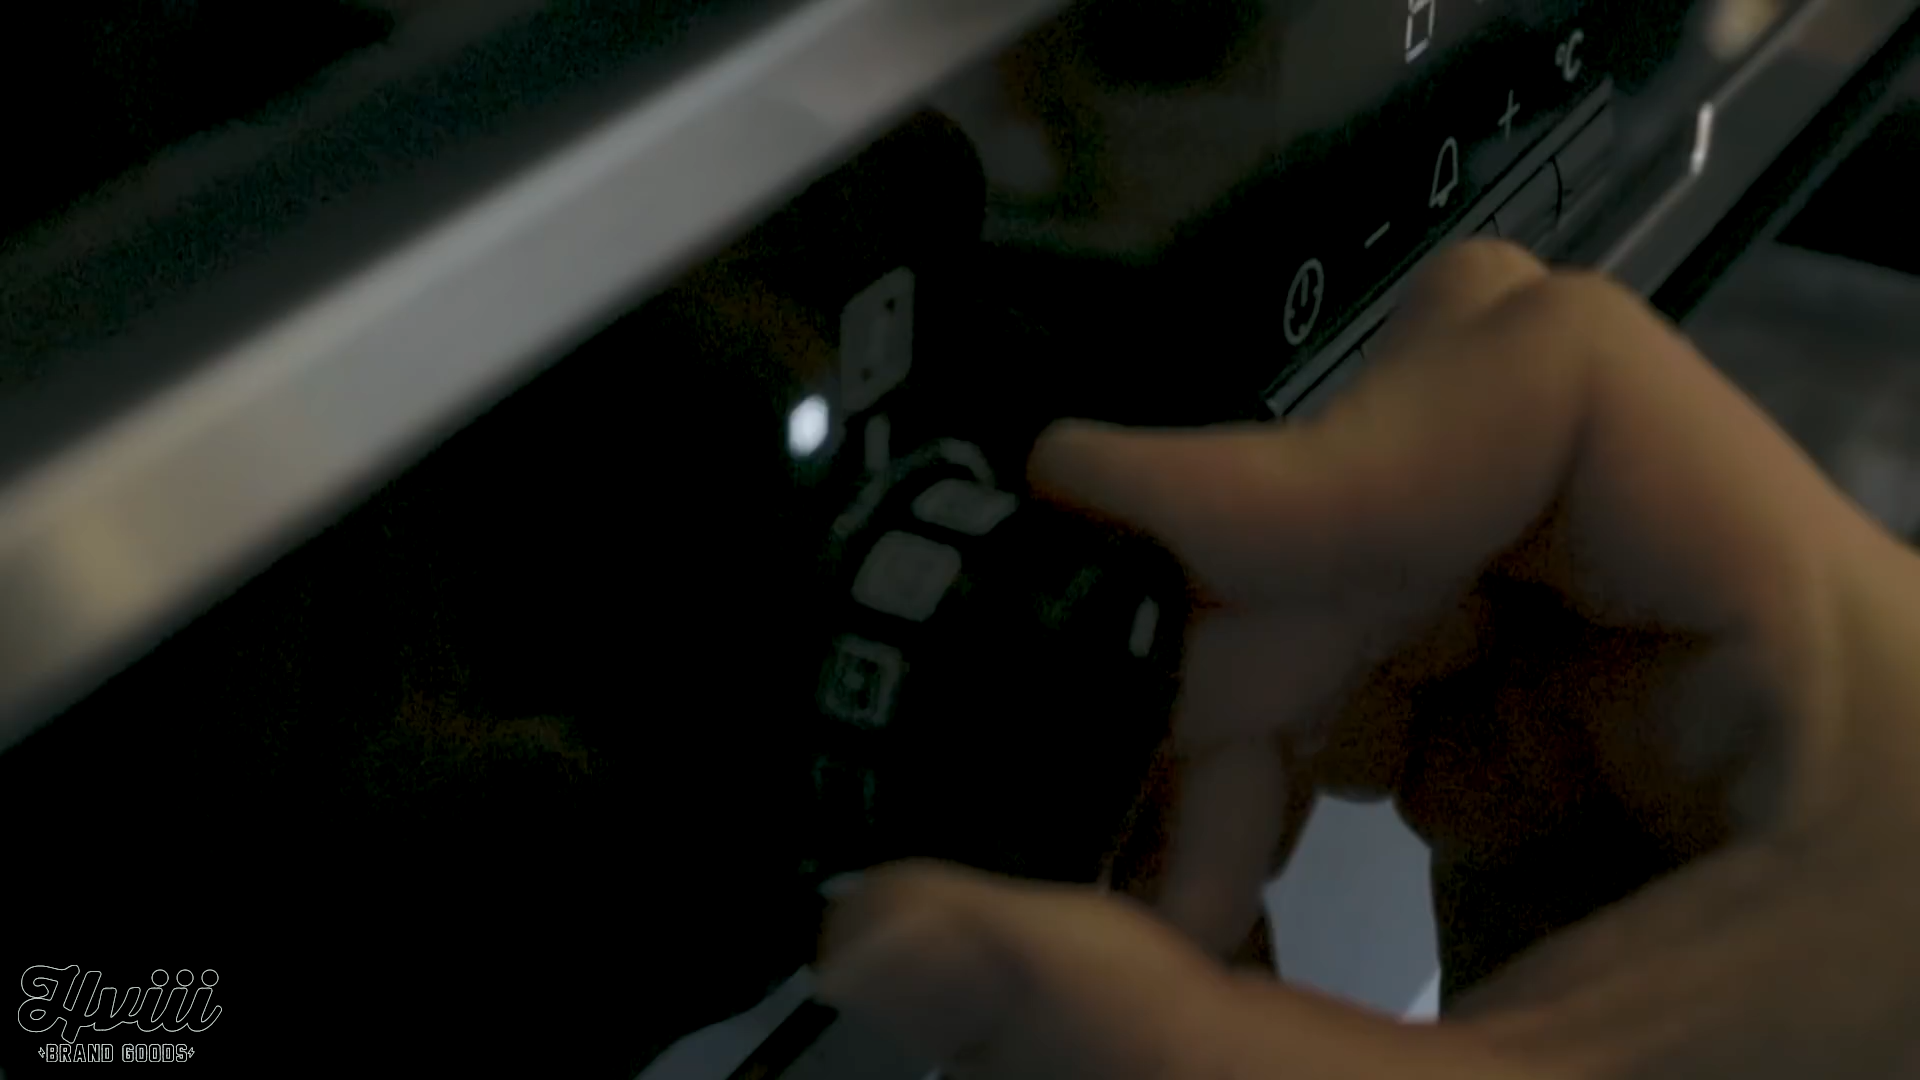 °C
+
−
Hviii
BRAND GOODS